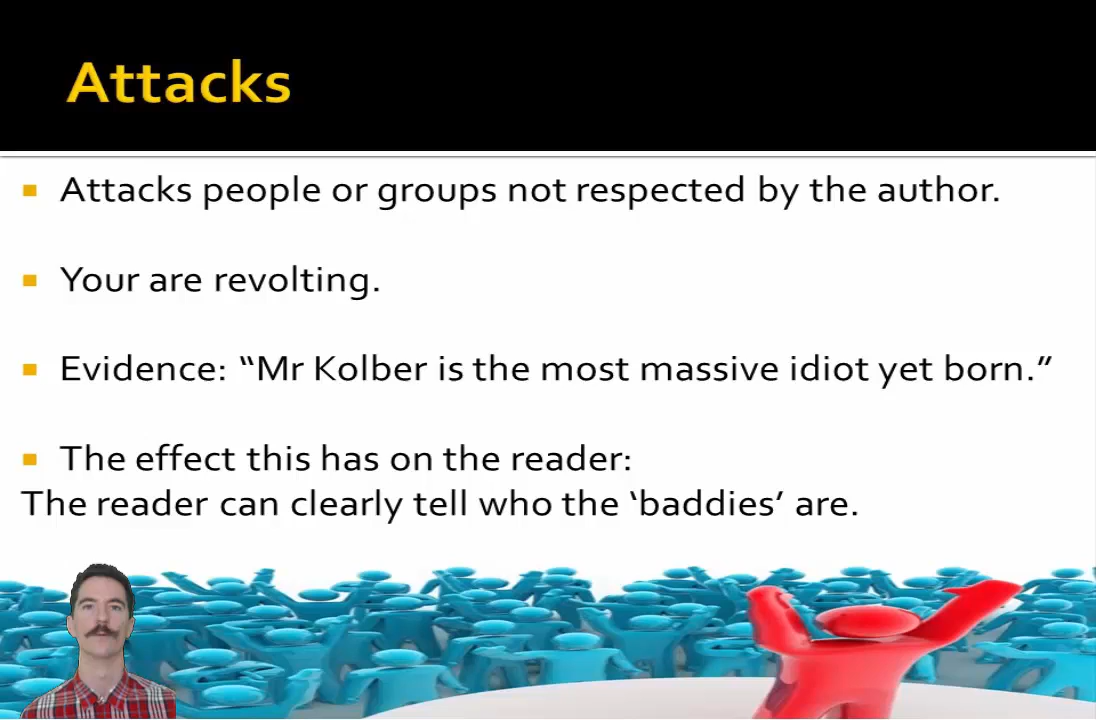 Attacks
Attacks people or groups not respected by the author.
Your are revolting.
Evidence: “Mr Kolber is the most massive idiot yet born.”
The effect this has on the reader:
The reader can clearly tell who the ‘baddies’ are.